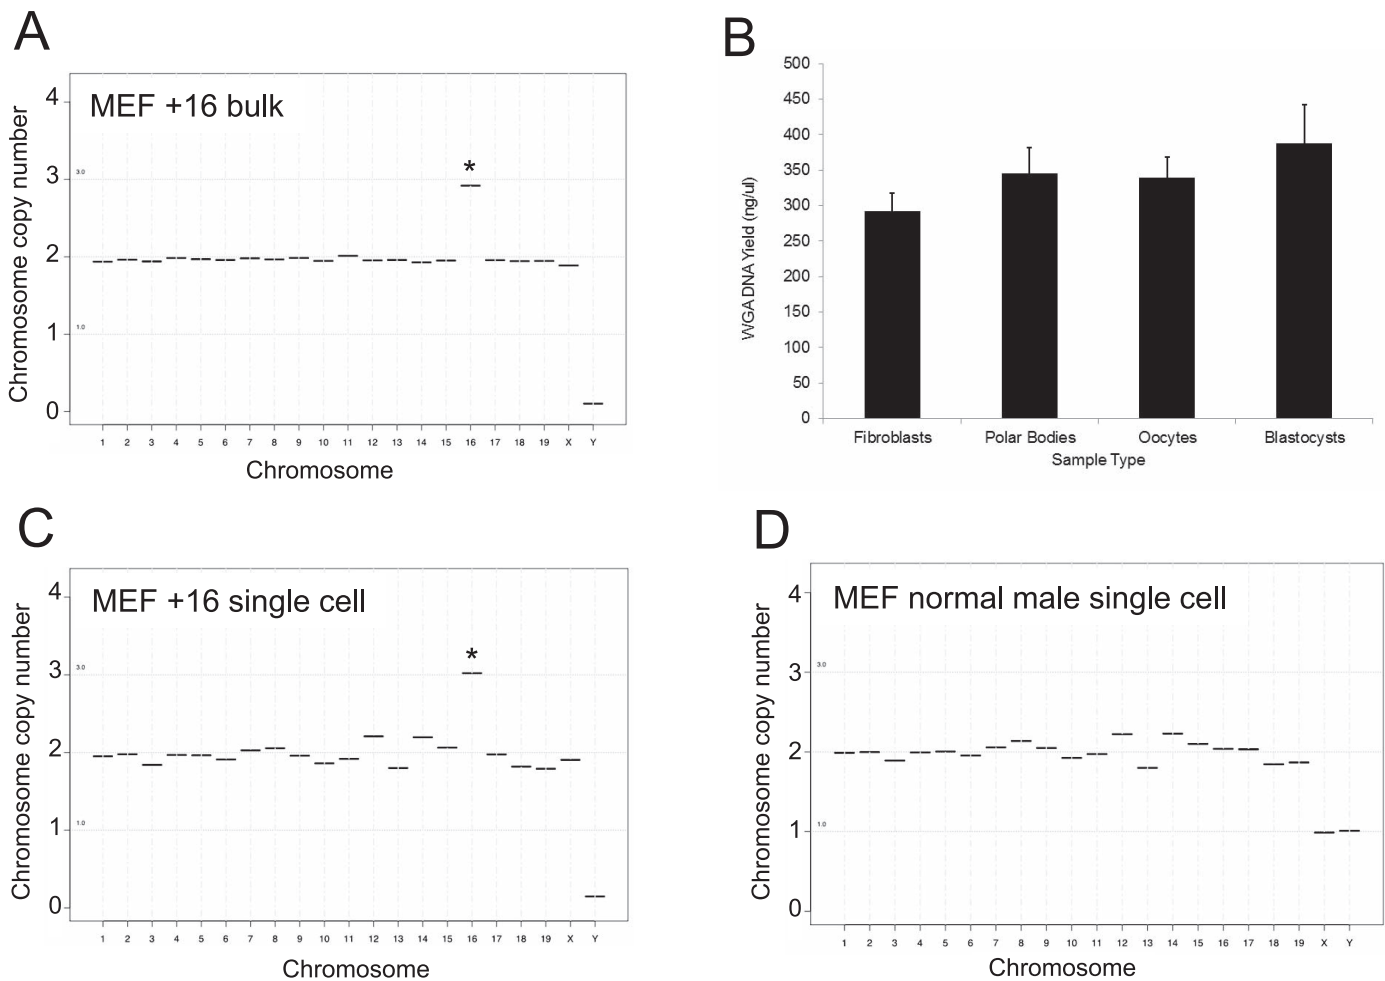 A
MEF +16 bulk
Chromosome copy number
4
3
2
1
0
3.0
1.0
*
1 2 3 4 5 6 7 8 9 10 11 12 13 14 15 16 17 18 19 X Y
Chromosome
B
WGA DNA Yield (ng/ul)
500
450
400
350
300
250
200
150
100
50
0
Fibroblasts Polar Bodies Oocytes Blastocysts
Sample Type
C
MEF +16 single cell
Chromosome copy number
4
3
2
1
0
3.0
1.0
*
1 2 3 4 5 6 7 8 9 10 11 12 13 14 15 16 17 18 19 X Y
Chromosome
D
MEF normal male single cell
Chromosome copy number
4
3
2
1
0
3.0
1.0
1 2 3 4 5 6 7 8 9 10 11 12 13 14 15 16 17 18 19 X Y
Chromosome